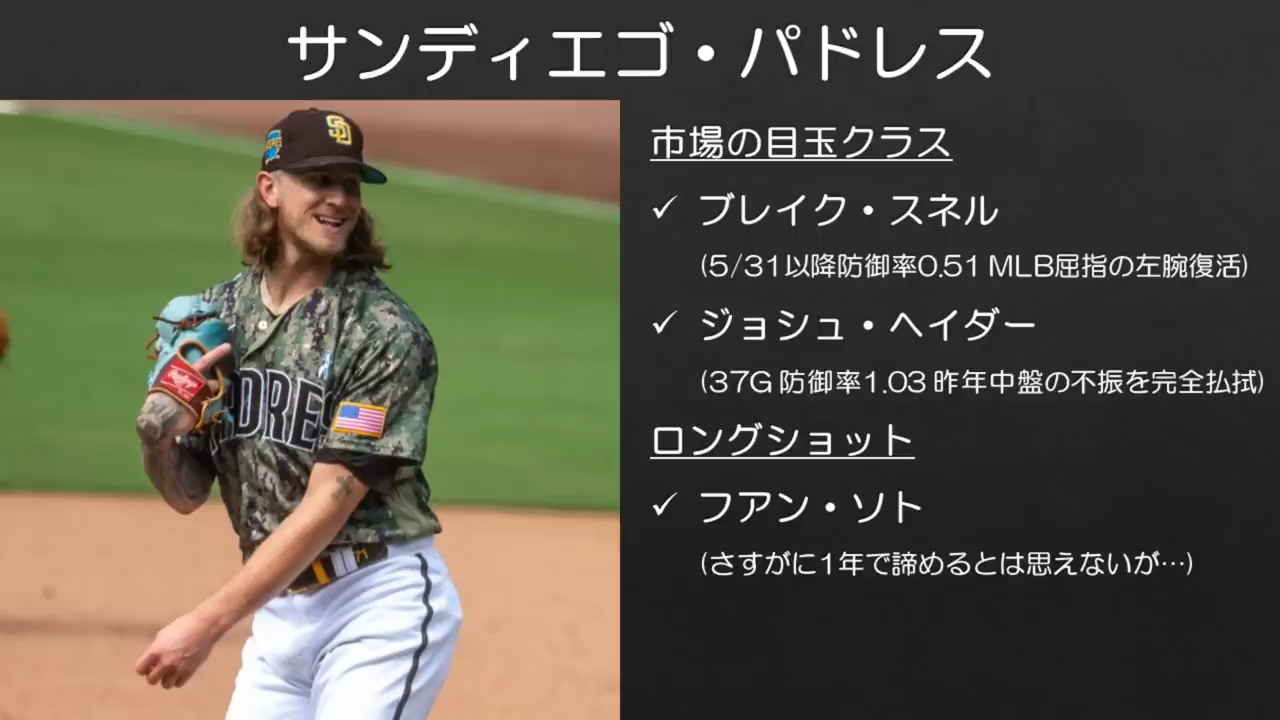 サンディエゴ・パドレス
市場の目玉クラス
✓ ブレイク・スネル
(5/31以降防御率0.51 MLB屈指の左腕復活)
✓ ジョシュ・ヘイダー
(37G 防御率1.03 昨年中盤の不振を完全払拭)
ロングショット
✓ フアン・ソト
(さすがに1年で諦めるとは思えないが…)
SD
PADRES
Rawlings